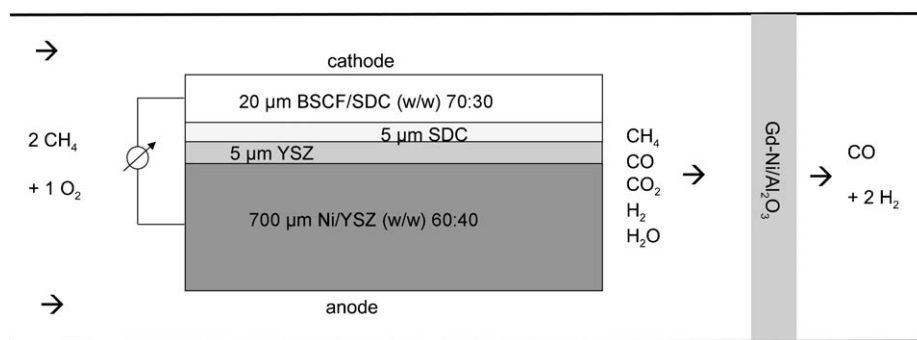 →
cathode
20 µm BSCF/SDC (w/w) 70:30
5 µm SDC
5 µm YSZ
700 µm Ni/YSZ (w/w) 60:40
anode
2 CH₄
+ 1 O₂
→
CH₄
CO
CO₂
H₂
H₂O
→
Gd-Ni/Al₂O₃
→
CO
+ 2 H₂